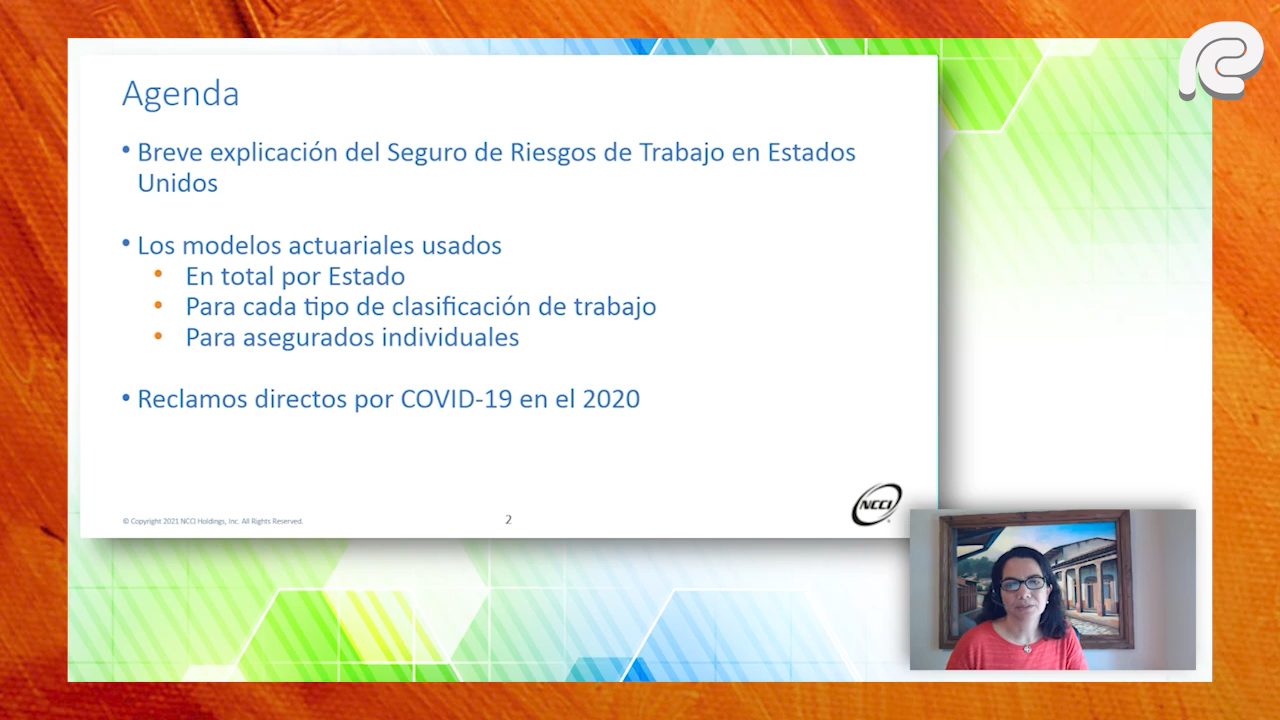 Agenda
• Breve explicación del Seguro de Riesgos de Trabajo en Estados
Unidos
• Los modelos actuariales usados
• En total por Estado
• Para cada tipo de clasificación de trabajo
• Para asegurados individuales
• Reclamos directos por COVID-19 en el 2020
NCCI
© Copyright 2021 NCCI Holdings, Inc. All Rights Reserved.
2